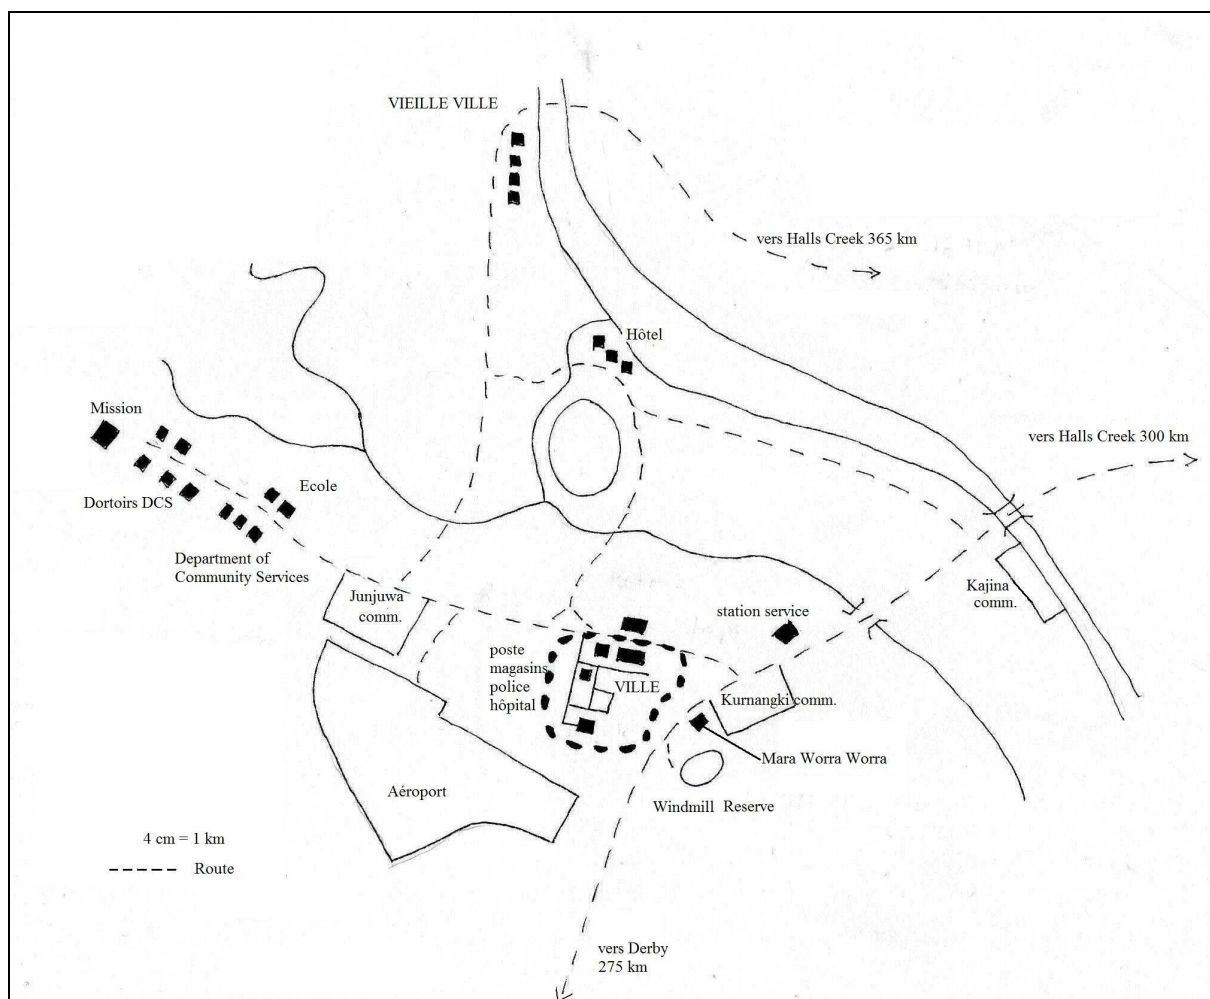 VIEILLE VILLE
vers Halls Creek 365 km
Hôtel
Mission
vers Halls Creek 300 km
Ecole
Dortoirs DCS
Department of
Community Services
Kajina
comm.
Junjuwa
comm.
station service
poste
magasins
police
hôpital
VILLE
Kurnangki comm.
Mara Worra Worra
Aéroport
Windmill Reserve
4 cm = 1 km
Route
vers Derby
275 km